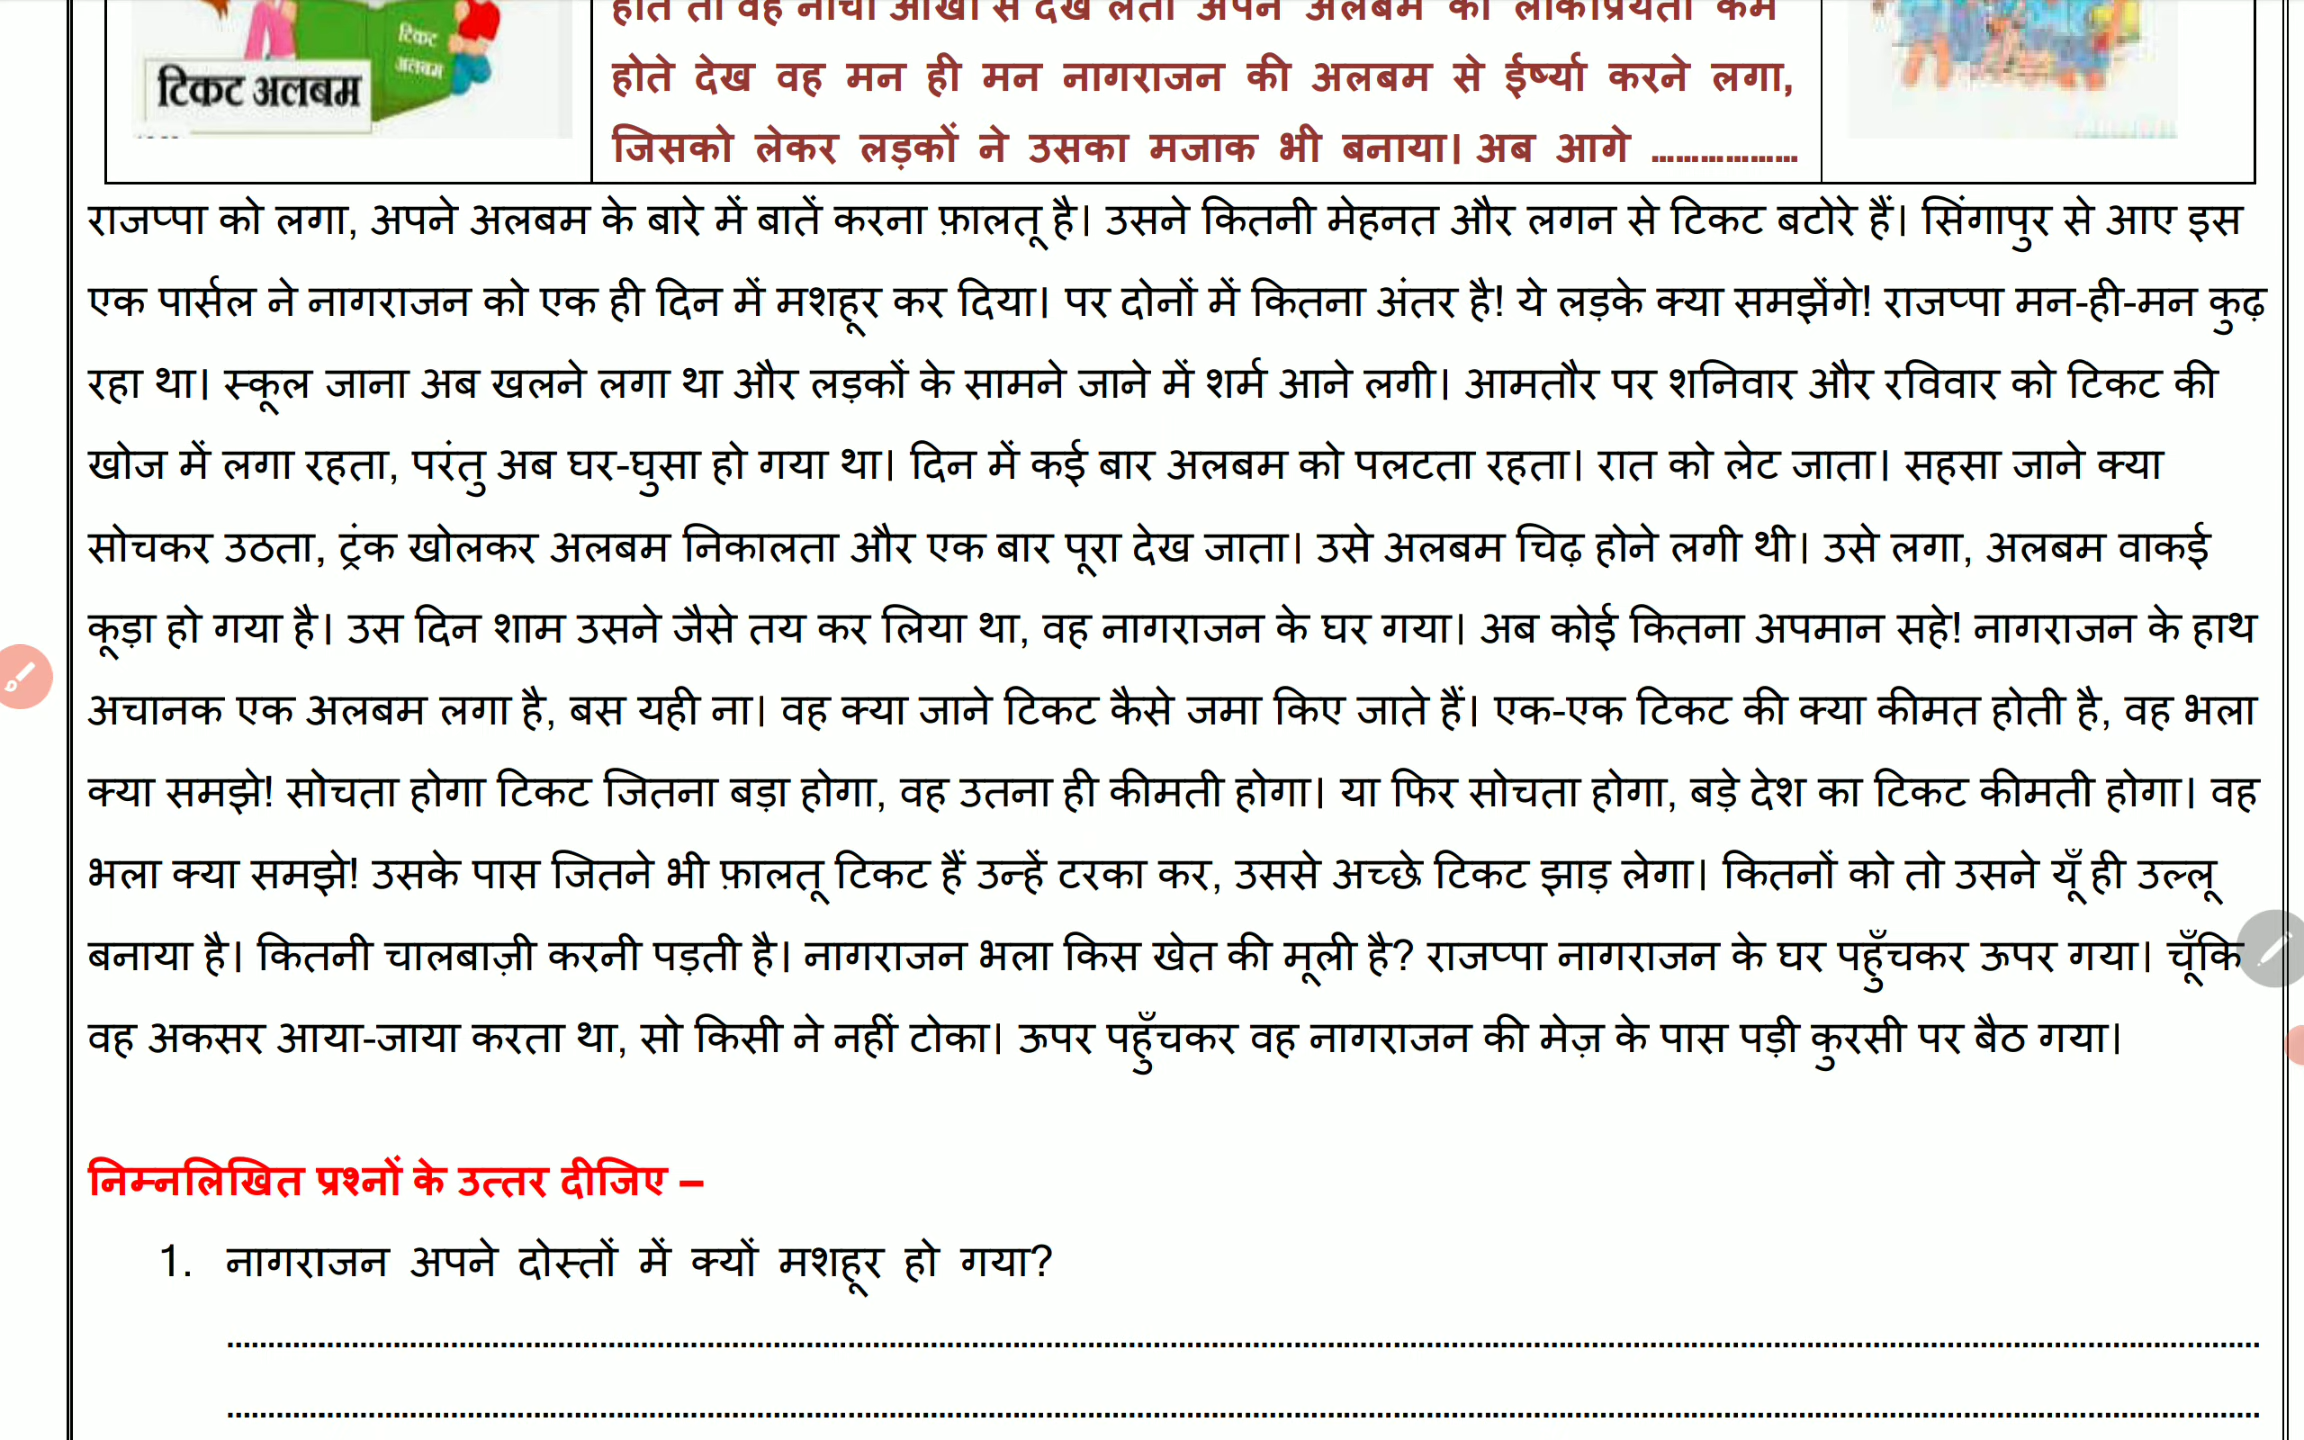 टिकट
अलबम
टिकट अलबम
होते देख वह मन ही मन नागराजन की अलबम से ईर्ष्या करने लगा,
जिसको लेकर लड़कों ने उसका मजाक भी बनाया। अब आगे ..................
राजप्पा को लगा, अपने अलबम के बारे में बातें करना फ़ालतू है। उसने कितनी मेहनत और लगन से टिकट बटोरे हैं। सिंगापुर से आए इस
एक पार्सल ने नागराजन को एक ही दिन में मशहूर कर दिया। पर दोनों में कितना अंतर है! ये लड़के क्या समझेंगे! राजप्पा मन-ही-मन कुढ़
रहा था। स्कूल जाना अब खलने लगा था और लड़कों के सामने जाने में शर्म आने लगी। आमतौर पर शनिवार और रविवार को टिकट की
खोज में लगा रहता, परंतु अब घर-घुसा हो गया था। दिन में कई बार अलबम को पलटता रहता। रात को लेट जाता। सहसा जाने क्या
सोचकर उठता, ट्रंक खोलकर अलबम निकालता और एक बार पूरा देख जाता। उसे अलबम चिढ़ होने लगी थी। उसे लगा, अलबम वाकई
कूड़ा हो गया है। उस दिन शाम उसने जैसे तय कर लिया था, वह नागराजन के घर गया। अब कोई कितना अपमान सहे! नागराजन के हाथ
अचानक एक अलबम लगा है, बस यही ना। वह क्या जाने टिकट कैसे जमा किए जाते हैं। एक-एक टिकट की क्या कीमत होती है, वह भला
क्या समझे! सोचता होगा टिकट जितना बड़ा होगा, वह उतना ही कीमती होगा। या फिर सोचता होगा, बड़े देश का टिकट कीमती होगा। वह
भला क्या समझे! उसके पास जितने भी फ़ालतू टिकट हैं उन्हें टरका कर, उससे अच्छे टिकट झाड़ लेगा। कितनों को तो उसने यूँ ही उल्लू
बनाया है। कितनी चालबाज़ी करनी पड़ती है। नागराजन भला किस खेत की मूली है? राजप्पा नागराजन के घर पहुँचकर ऊपर गया। चूँकि
वह अकसर आया-जाया करता था, सो किसी ने नहीं टोका। ऊपर पहुँचकर वह नागराजन की मेज़ के पास पड़ी कुरसी पर बैठ गया।
निम्नलिखित प्रश्नों के उत्तर दीजिए –
1. नागराजन अपने दोस्तों में क्यों मशहूर हो गया?